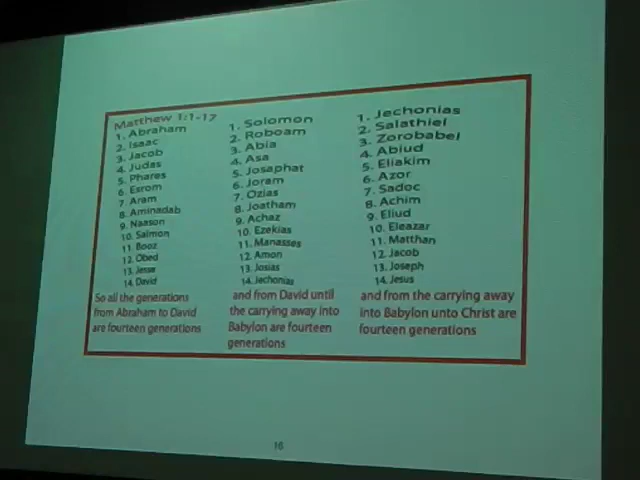 Matthew 1:1-17
1. Abraham
2. Isaac
3. Jacob
4. Judas
5. Phares
6. Esrom
7. Aram
8. Aminadab
9. Naason
10. Salmon
11. Booz
12. Obed
13. Jesse
14. David
So all the generations
from Abraham to David
are fourteen generations
1. Solomon
2. Roboam
3. Abia
4. Asa
5. Josaphat
6. Joram
7. Ozias
8. Joatham
9. Achaz
10. Ezekias
11. Manasses
12. Amon
13. Josias
14. Jechonias
and from David until
the carrying away into
Babylon are fourteen
generations
1. Jechonias
2. Salathiel
3. Zorobabel
4. Abiud
5. Eliakim
6. Azor
7. Sadoc
8. Achim
9. Eliud
10. Eleazar
11. Matthan
12. Jacob
13. Joseph
14. Jesus
and from the carrying away
into Babylon unto Christ are
fourteen generations
16